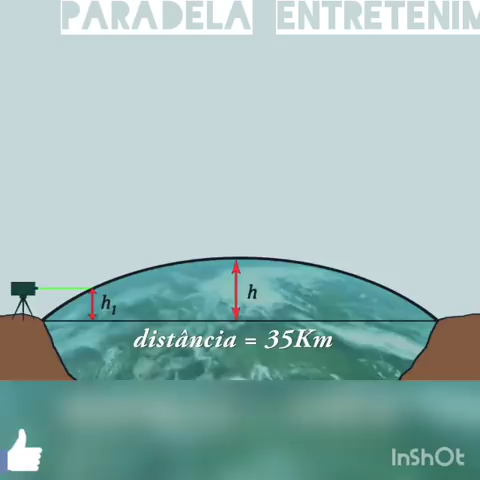 PARADELA ENTRETENIM
h
h₁
distância = 35Km
InShOt